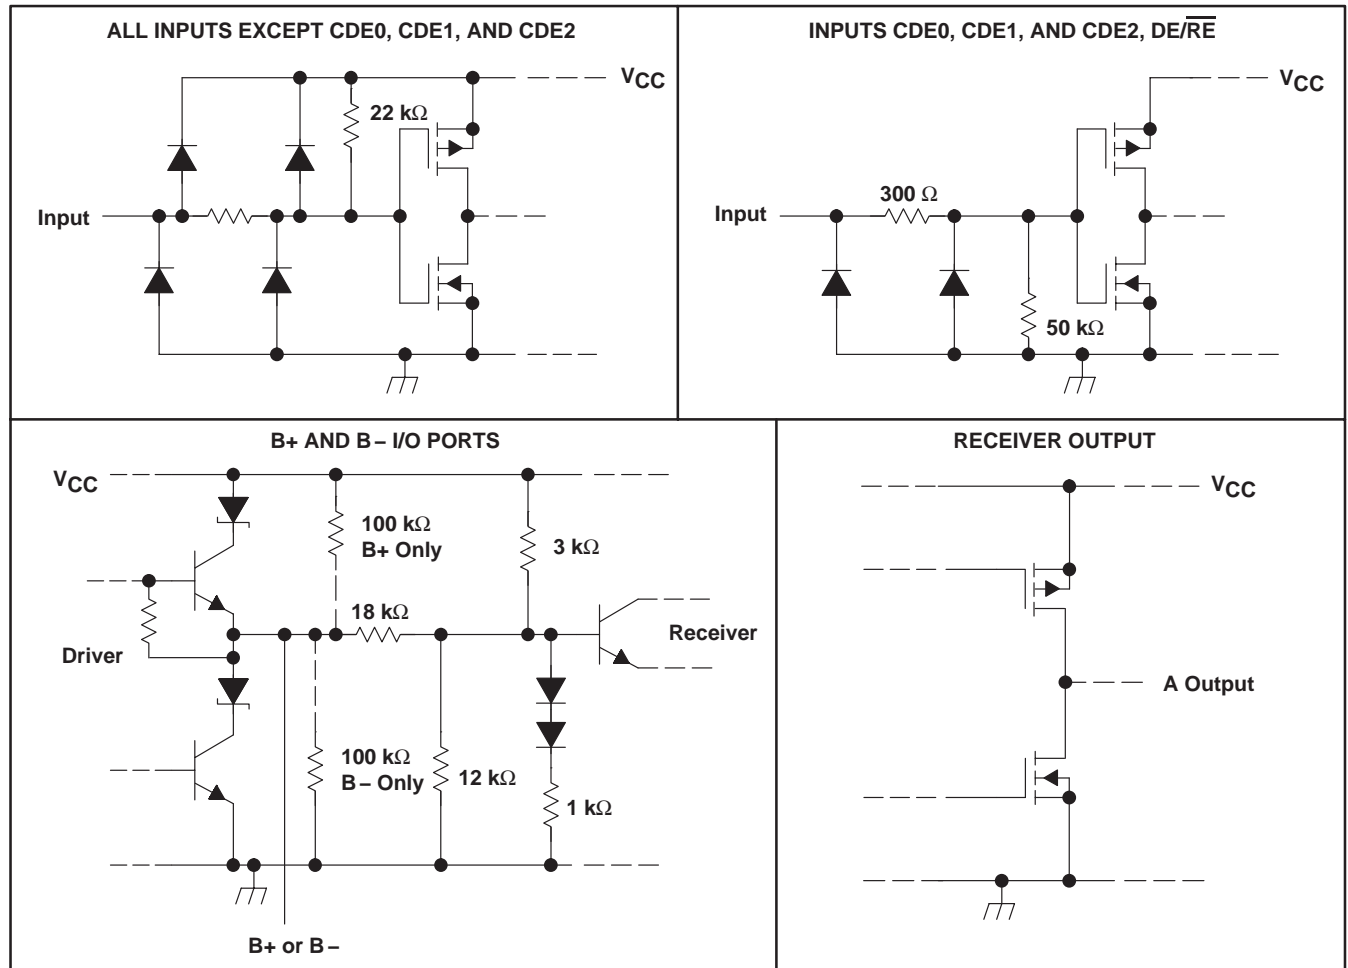 ALL INPUTS EXCEPT CDE0, CDE1, AND CDE2
VCC
22 kΩ
Input
INPUTS CDE0, CDE1, AND CDE2, DE/R̅E̅
VCC
300 Ω
Input
50 kΩ
B+ AND B– I/O PORTS
VCC
100 kΩ
B+ Only
3 kΩ
18 kΩ
Driver
Receiver
100 kΩ
B– Only
12 kΩ
1 kΩ
B+ or B–
RECEIVER OUTPUT
VCC
A Output